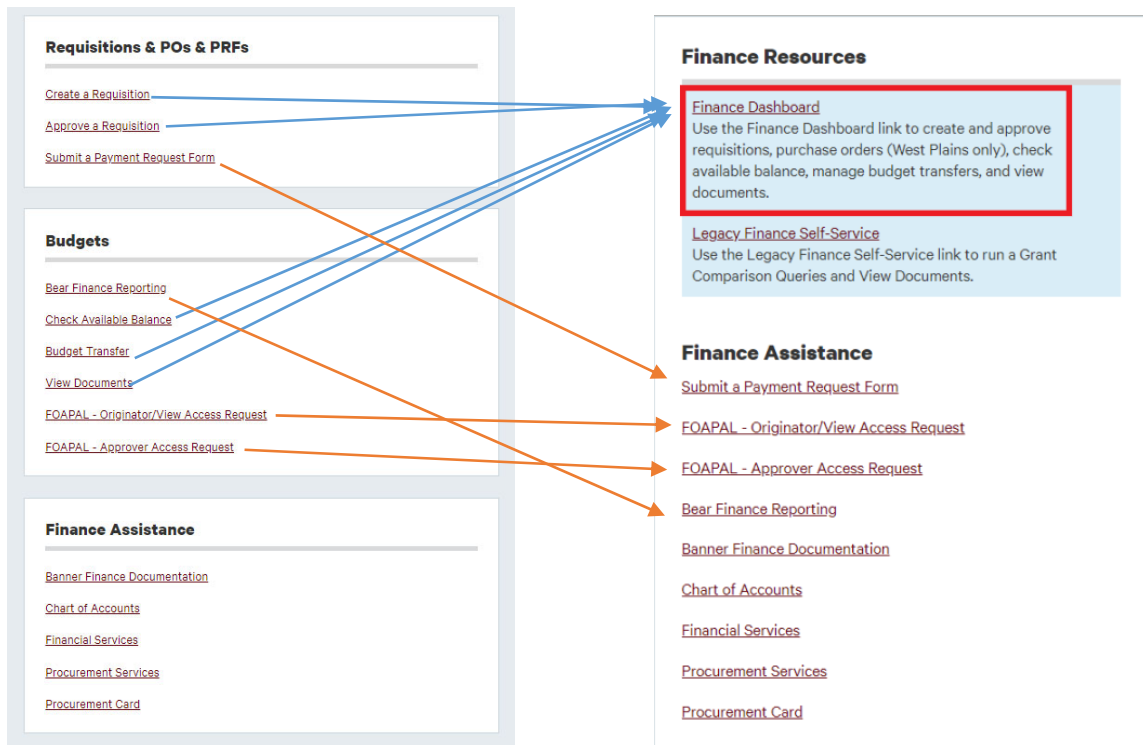 Requisitions & POs & PRFs
Create a Requisition
Approve a Requisition
Submit a Payment Request Form
Budgets
Bear Finance Reporting
Check Available Balance
Budget Transfer
View Documents
FOAPAL - Originator/View Access Request
FOAPAL - Approver Access Request
Finance Assistance
Banner Finance Documentation
Chart of Accounts
Financial Services
Procurement Services
Procurement Card
Finance Resources
Finance Dashboard
Use the Finance Dashboard link to create and approve
requisitions, purchase orders (West Plains only), check
available balance, manage budget transfers, and view
documents.
Legacy Finance Self-Service
Use the Legacy Finance Self-Service link to run a Grant
Comparison Queries and View Documents.
Finance Assistance
Submit a Payment Request Form
FOAPAL - Originator/View Access Request
FOAPAL - Approver Access Request
Bear Finance Reporting
Banner Finance Documentation
Chart of Accounts
Financial Services
Procurement Services
Procurement Card